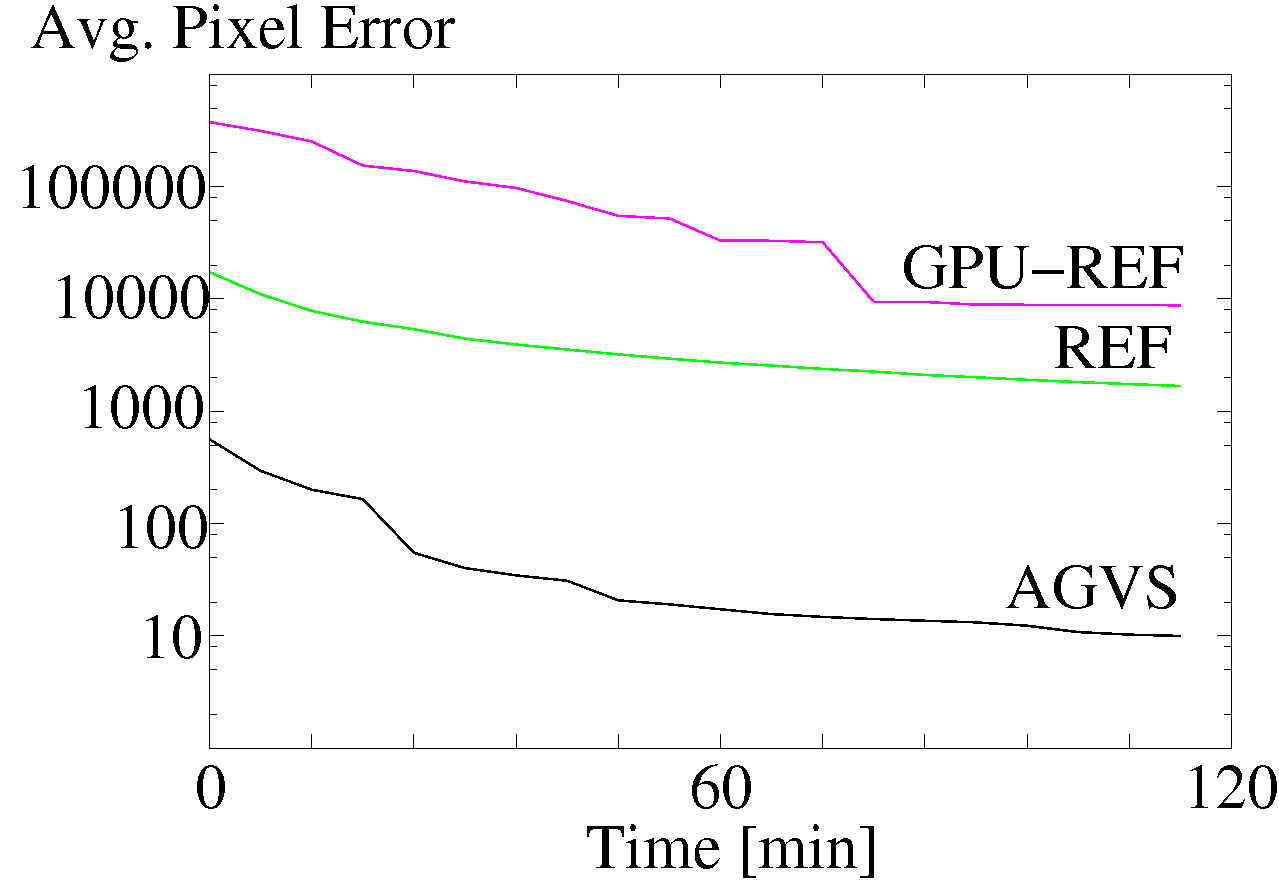 Avg. Pixel Error
100000
10000
1000
100
10
GPU−REF
REF
AGVS
0 60 120
Time [min]